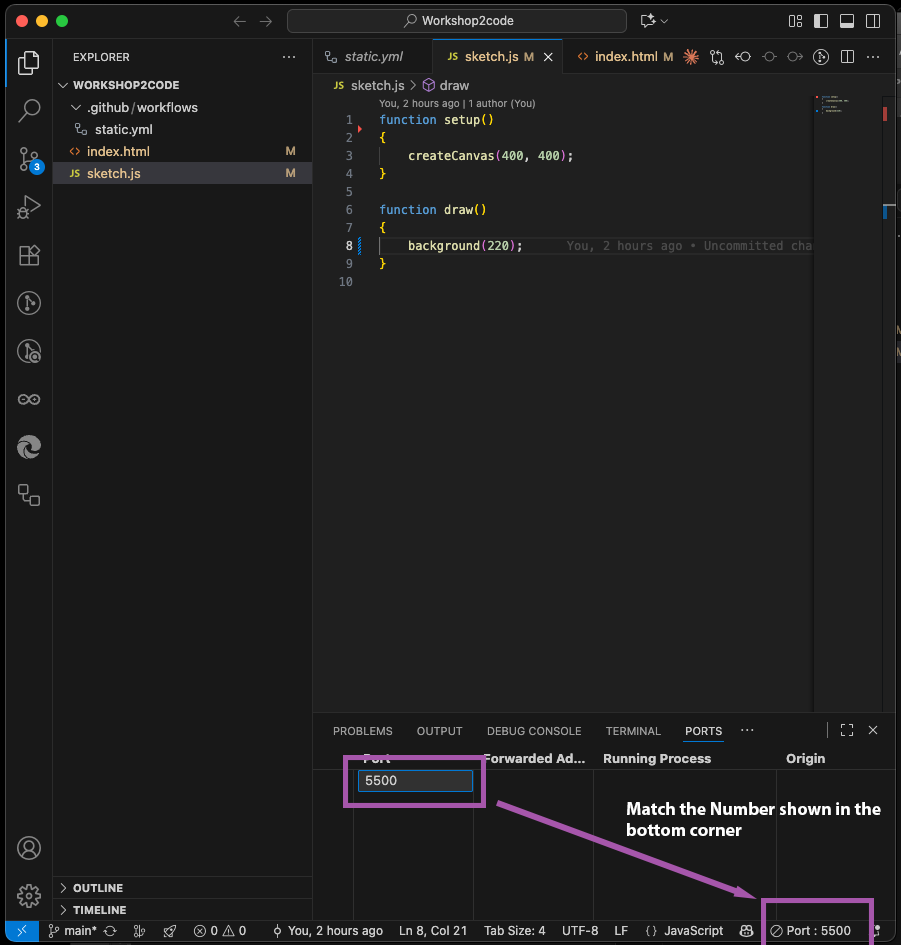 Workshop2code
EXPLORER
WORKSHOP2CODE
.github/workflows
static.yml
index.html M
JS sketch.js M
3
static.yml
JS sketch.js M
index.html M
JS sketch.js > draw
You, 2 hours ago | 1 author (You)
1 function setup()
2 {
3 createCanvas(400, 400);
4 }
5
6 function draw()
7 {
8 background(220); You, 2 hours ago • Uncommitted cha
9 }
10
PROBLEMS OUTPUT DEBUG CONSOLE TERMINAL PORTS
Port Forwarded Ad... Running Process Origin
5500
Match the Number shown in the
bottom corner
OUTLINE
TIMELINE
main* 0 0 You, 2 hours ago Ln 8, Col 21 Tab Size: 4 UTF-8 LF {} JavaScript Port : 5500